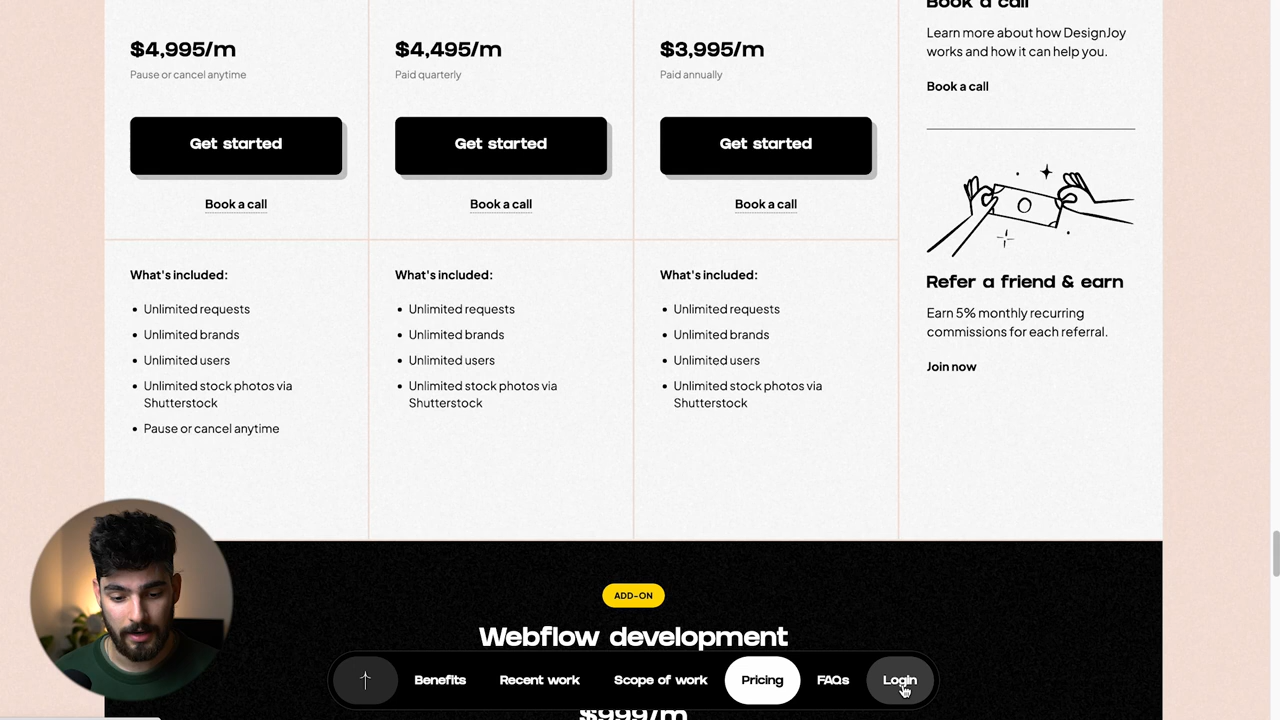 $4,995/m
Pause or cancel anytime
Get started
Book a call
What's included:
Unlimited requests
Unlimited brands
Unlimited users
Unlimited stock photos via
Shutterstock
Pause or cancel anytime
$4,495/m
Paid quarterly
Get started
Book a call
What's included:
Unlimited requests
Unlimited brands
Unlimited users
Unlimited stock photos via
Shutterstock
$3,995/m
Paid annually
Get started
Book a call
What's included:
Unlimited requests
Unlimited brands
Unlimited users
Unlimited stock photos via
Shutterstock
Book a call
Learn more about how DesignJoy
works and how it can help you.
Book a call
Refer a friend & earn
Earn 5% monthly recurring
commissions for each referral.
Join now
ADD-ON
Webflow development
Benefits Recent work Scope of work Pricing FAQs Login
$999/m